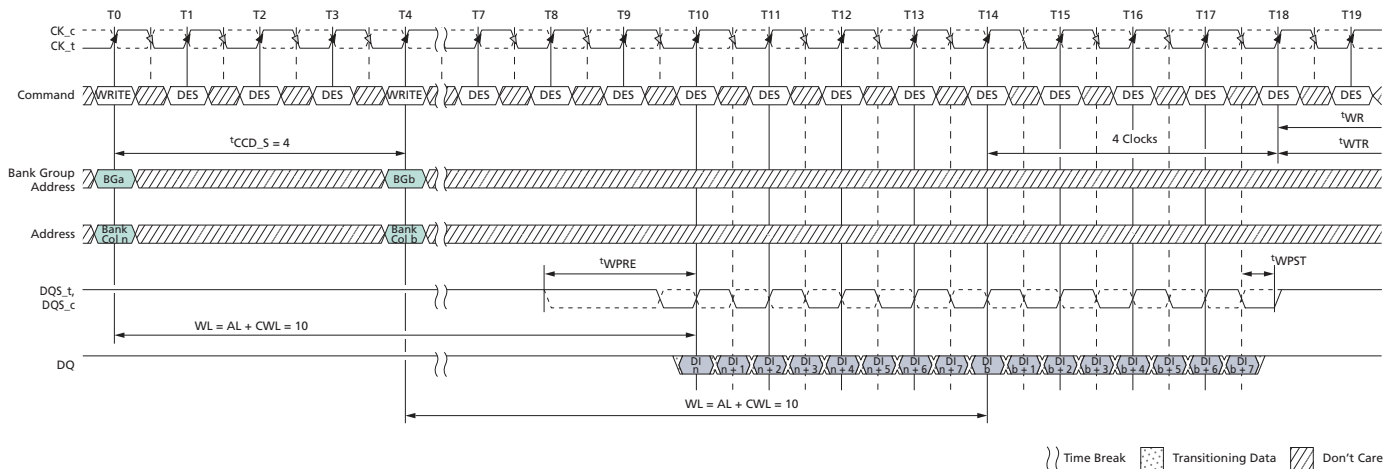 T0 T1 T2 T3 T4 T7 T8 T9 T10 T11 T12 T13 T14 T15 T16 T17 T18 T19
CK_c
CK_t
Command WRITE DES DES DES WRITE DES DES DES DES DES DES DES DES DES DES DES DES DES
tWR
tCCD_S = 4 4 Clocks tWTR
Bank Group
Address BGa BGb
Address Bank
Col n Bank
Col b
tWPRE tWPST
DQS_t,
DQS_c
WL = AL + CWL = 10
DQ DI
n DI
n + 1 DI
n + 2 DI
n + 3 DI
n + 4 DI
n + 5 DI
n + 6 DI
n + 7 DI
b DI
b + 1 DI
b + 2 DI
b + 3 DI
b + 4 DI
b + 5 DI
b + 6 DI
b + 7
WL = AL + CWL = 10
Time Break Transitioning Data Don't Care